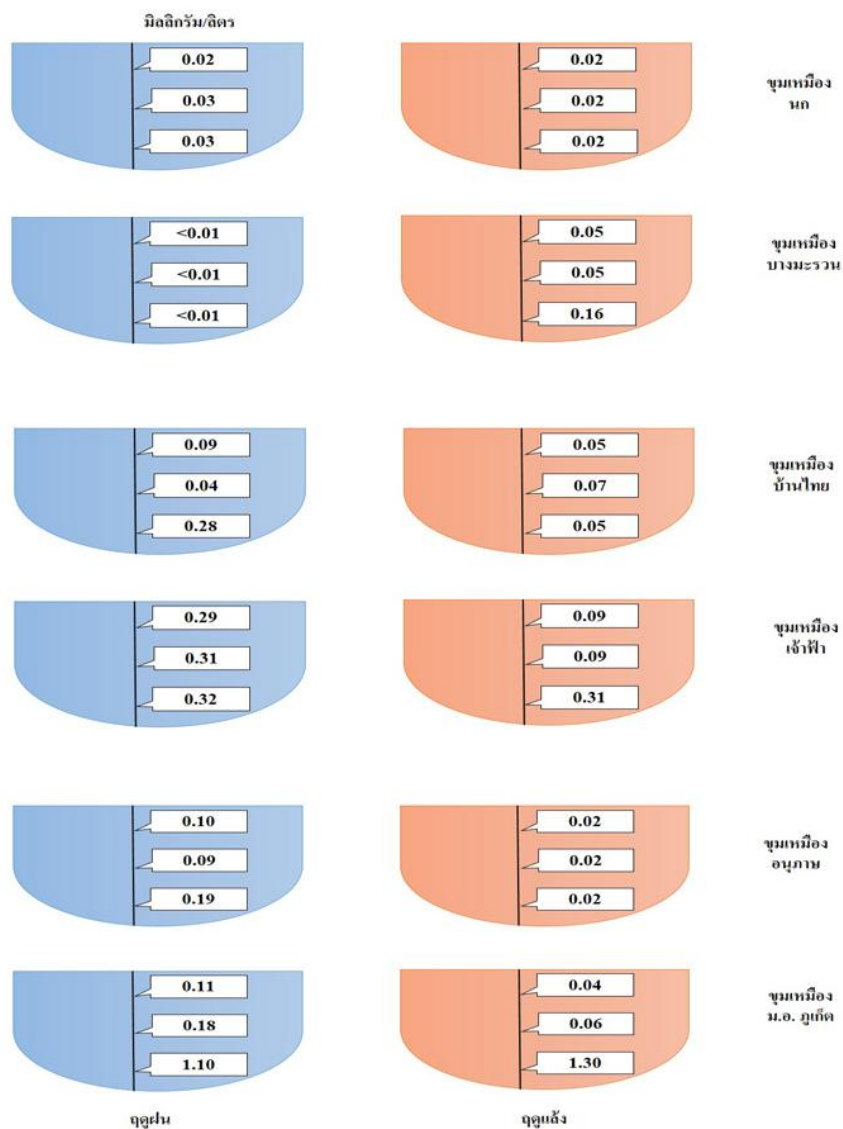 มิลลิกรัม/ลิตร
0.02
0.03
0.03
0.02
0.02
0.02
ขุมเหมือง
นก
<0.01
<0.01
<0.01
0.05
0.05
0.16
ขุมเหมือง
บางมะรวน
0.09
0.04
0.28
0.05
0.07
0.05
ขุมเหมือง
บ้านไทย
0.29
0.31
0.32
0.09
0.09
0.31
ขุมเหมือง
เจ้าฟ้า
0.10
0.09
0.19
0.02
0.02
0.02
ขุมเหมือง
อนุภาษ
0.11
0.18
1.10
0.04
0.06
1.30
ขุมเหมือง
ม.อ. ภูเก็ต
ฤดูฝน
ฤดูแล้ง